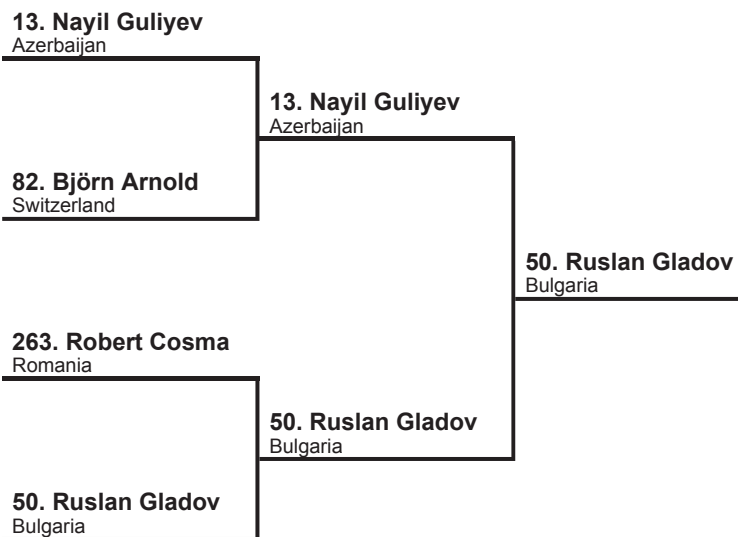 13. Nayil Guliyev
Azerbaijan
13. Nayil Guliyev
Azerbaijan
82. Björn Arnold
Switzerland
50. Ruslan Gladov
Bulgaria
263. Robert Cosma
Romania
50. Ruslan Gladov
Bulgaria
50. Ruslan Gladov
Bulgaria